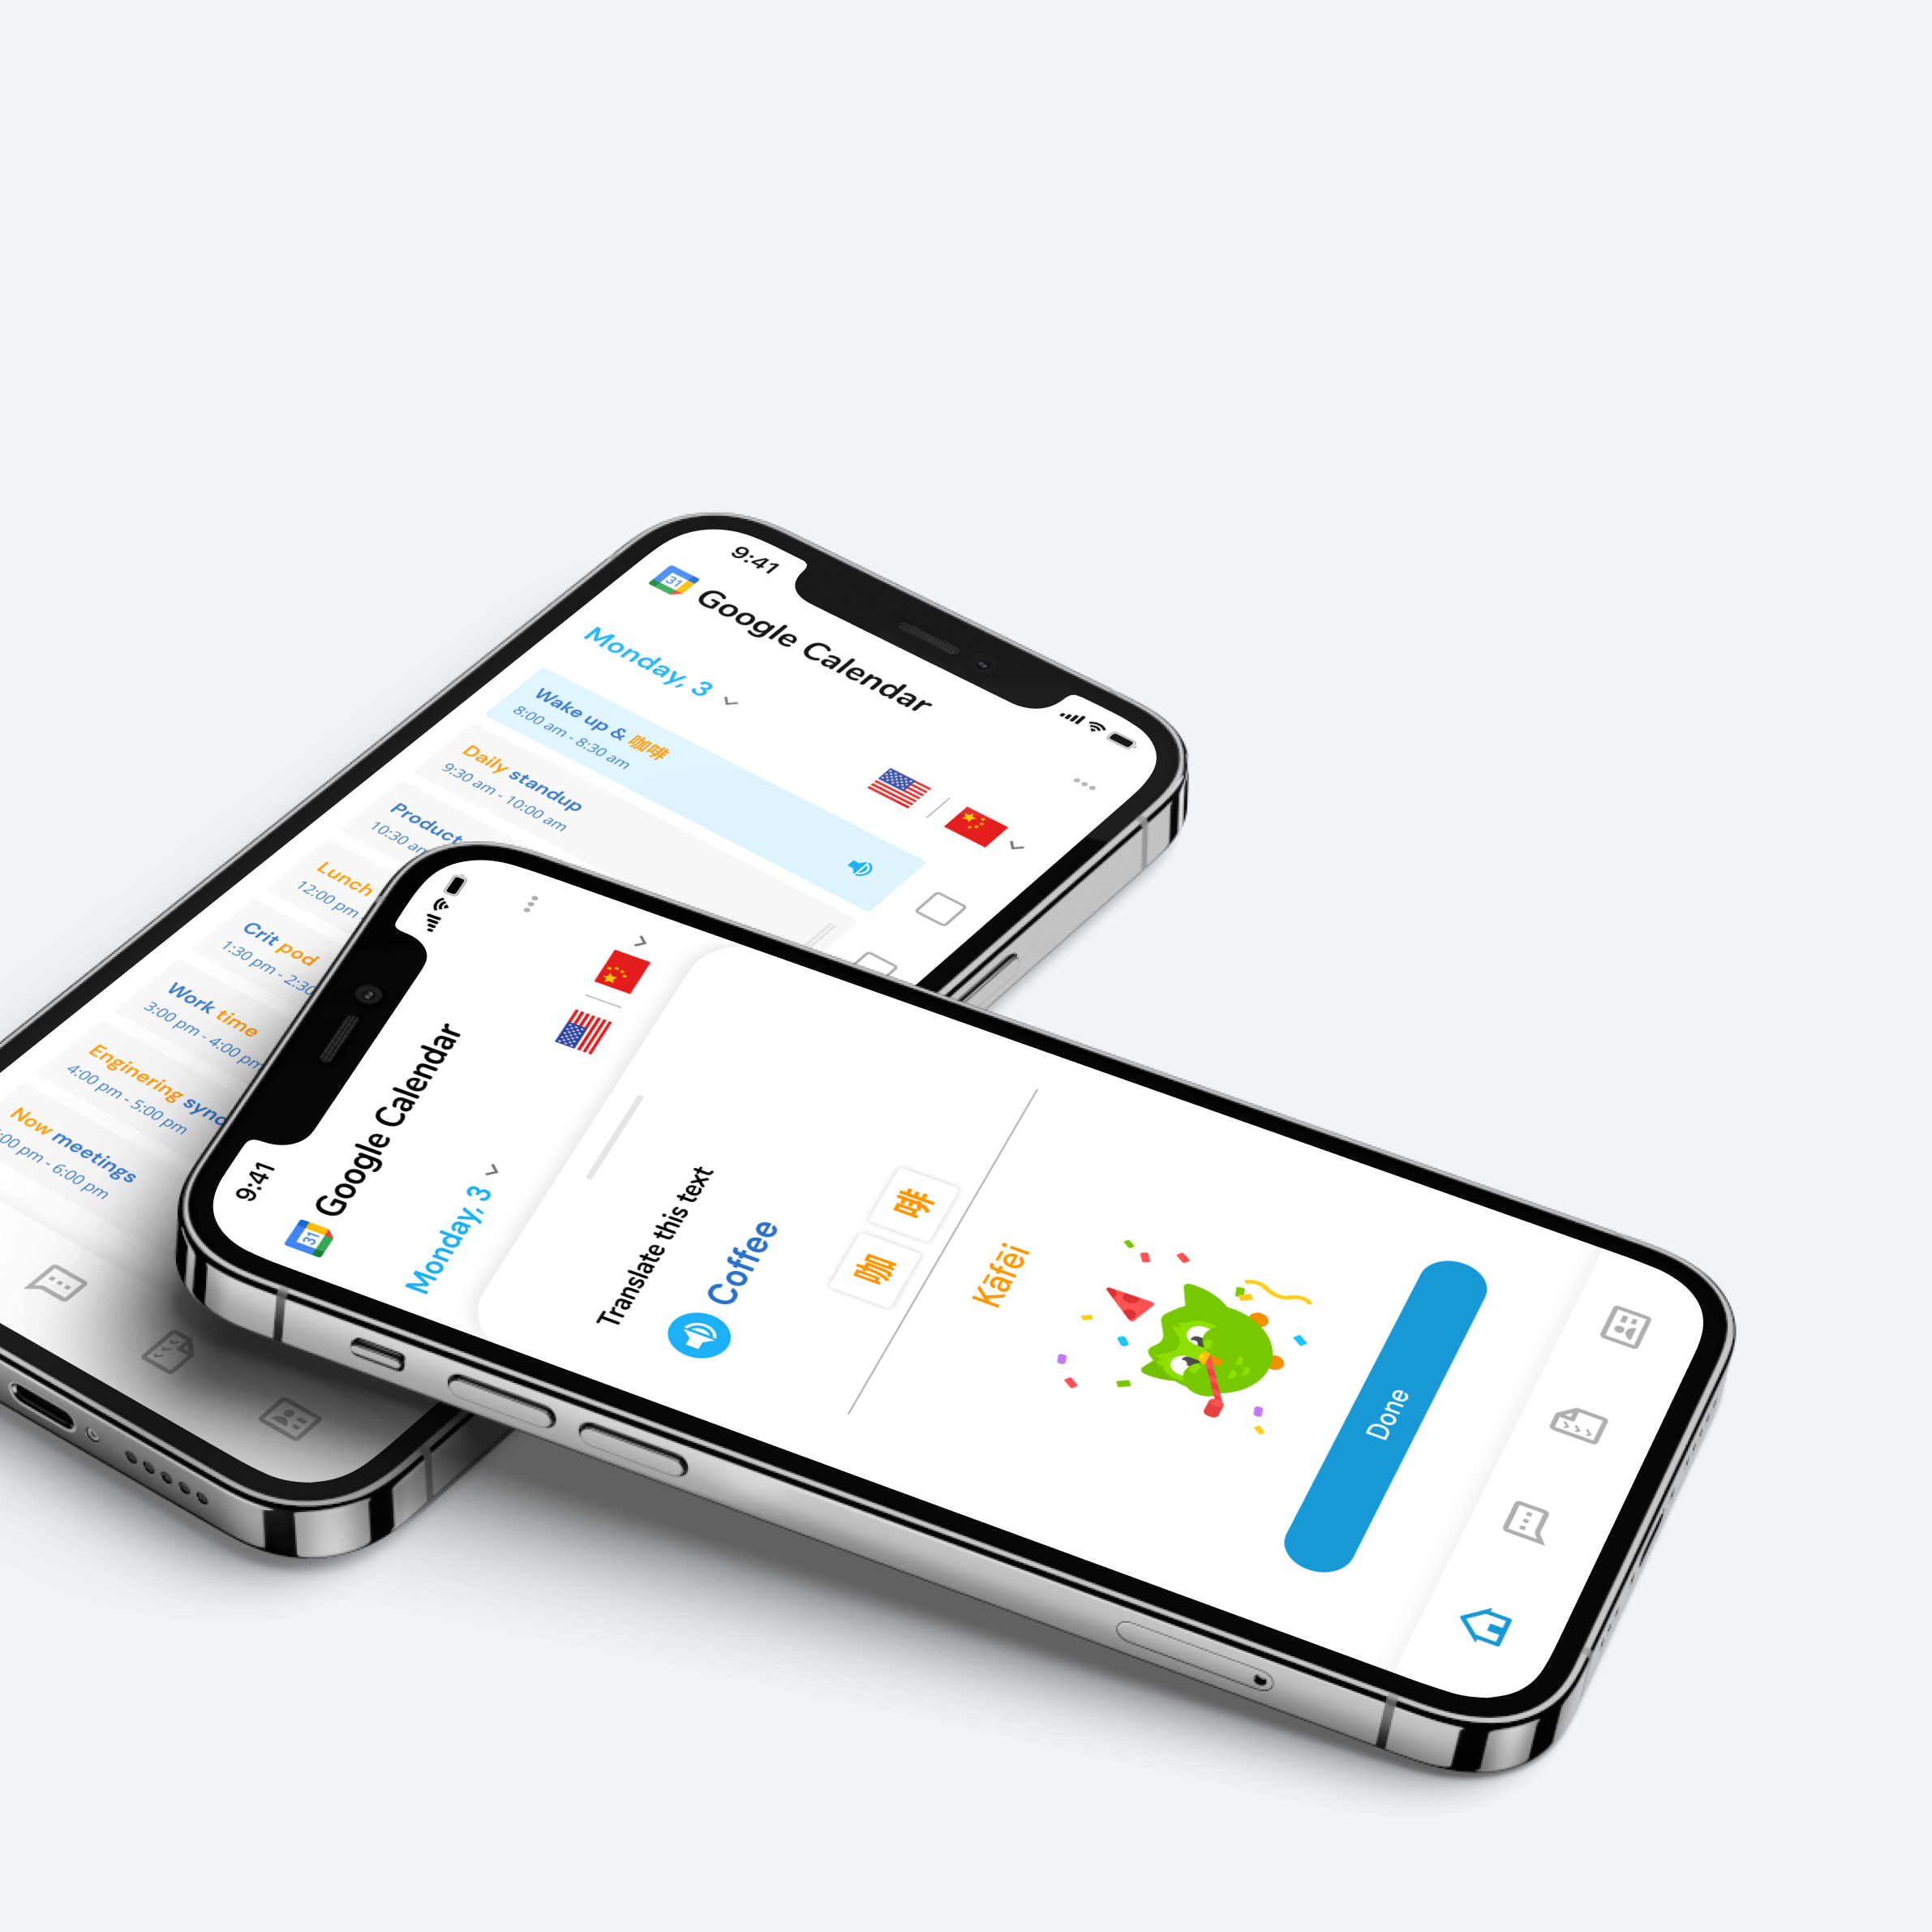 9:41
31
Google Calendar
Monday, 3
Wake up & 咖啡
8:00 am - 8:30 am
Daily standup
9:30 am - 10:00 am
Product
10:30 am
Lunch
12:00 pm
Crit pod
1:30 pm - 2:30
Work time
3:00 pm - 4:00 pm
Enginering sync
4:00 pm - 5:00 pm
Now meetings
:00 pm - 6:00 pm
9:41
31
Google Calendar
Monday, 3
Translate this text
Coffee
咖 啡
Kāfēi
Done